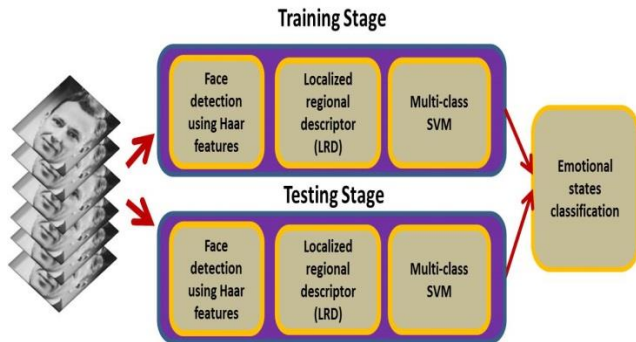 Training Stage
Face
detection
using Haar
features
Localized
regional
descriptor
(LRD)
Multi-class
SVM
Testing Stage
Face
detection
using Haar
features
Localized
regional
descriptor
(LRD)
Multi-class
SVM
Emotional
states
classification